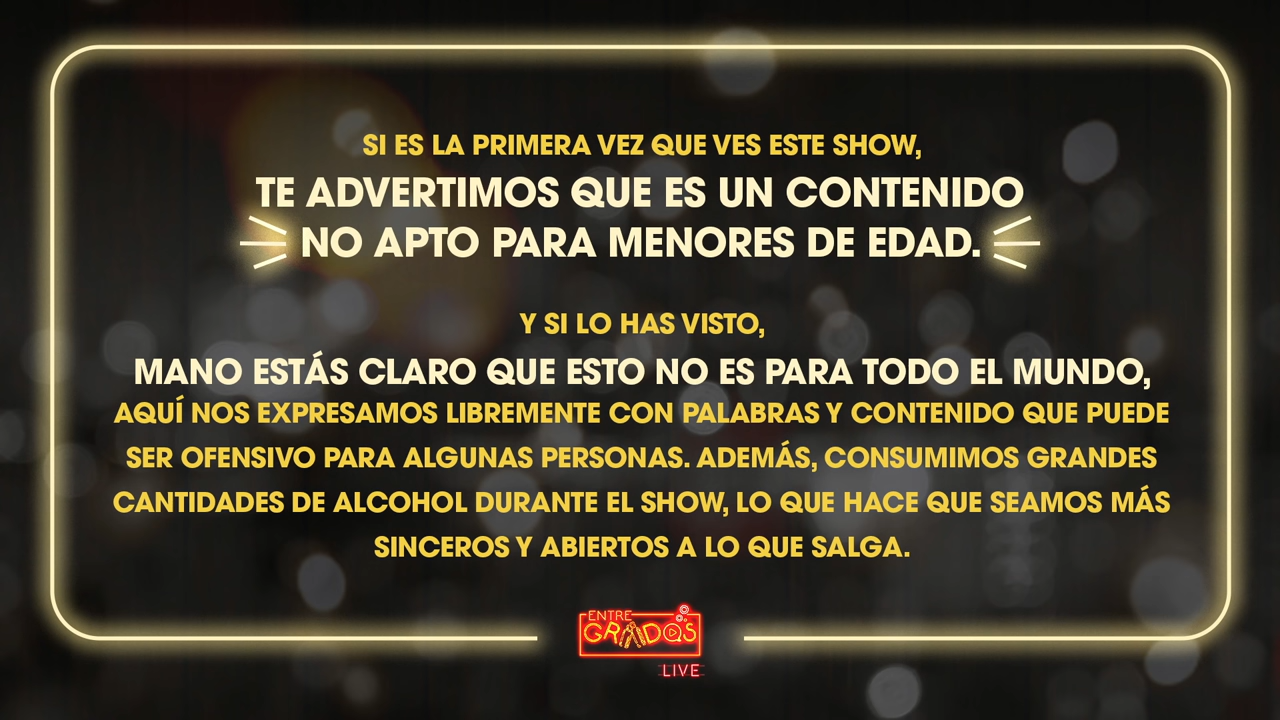 SI ES LA PRIMERA VEZ QUE VES ESTE SHOW,
TE ADVERTIMOS QUE ES UN CONTENIDO
NO APTO PARA MENORES DE EDAD.
Y SI LO HAS VISTO,
MANO ESTÁS CLARO QUE ESTO NO ES PARA TODO EL MUNDO,
AQUÍ NOS EXPRESAMOS LIBREMENTE CON PALABRAS Y CONTENIDO QUE PUEDE
SER OFENSIVO PARA ALGUNAS PERSONAS. ADEMÁS, CONSUMIMOS GRANDES
CANTIDADES DE ALCOHOL DURANTE EL SHOW, LO QUE HACE QUE SEAMOS MÁS
SINCEROS Y ABIERTOS A LO QUE SALGA.
ENTRE
GRADOS
LIVE